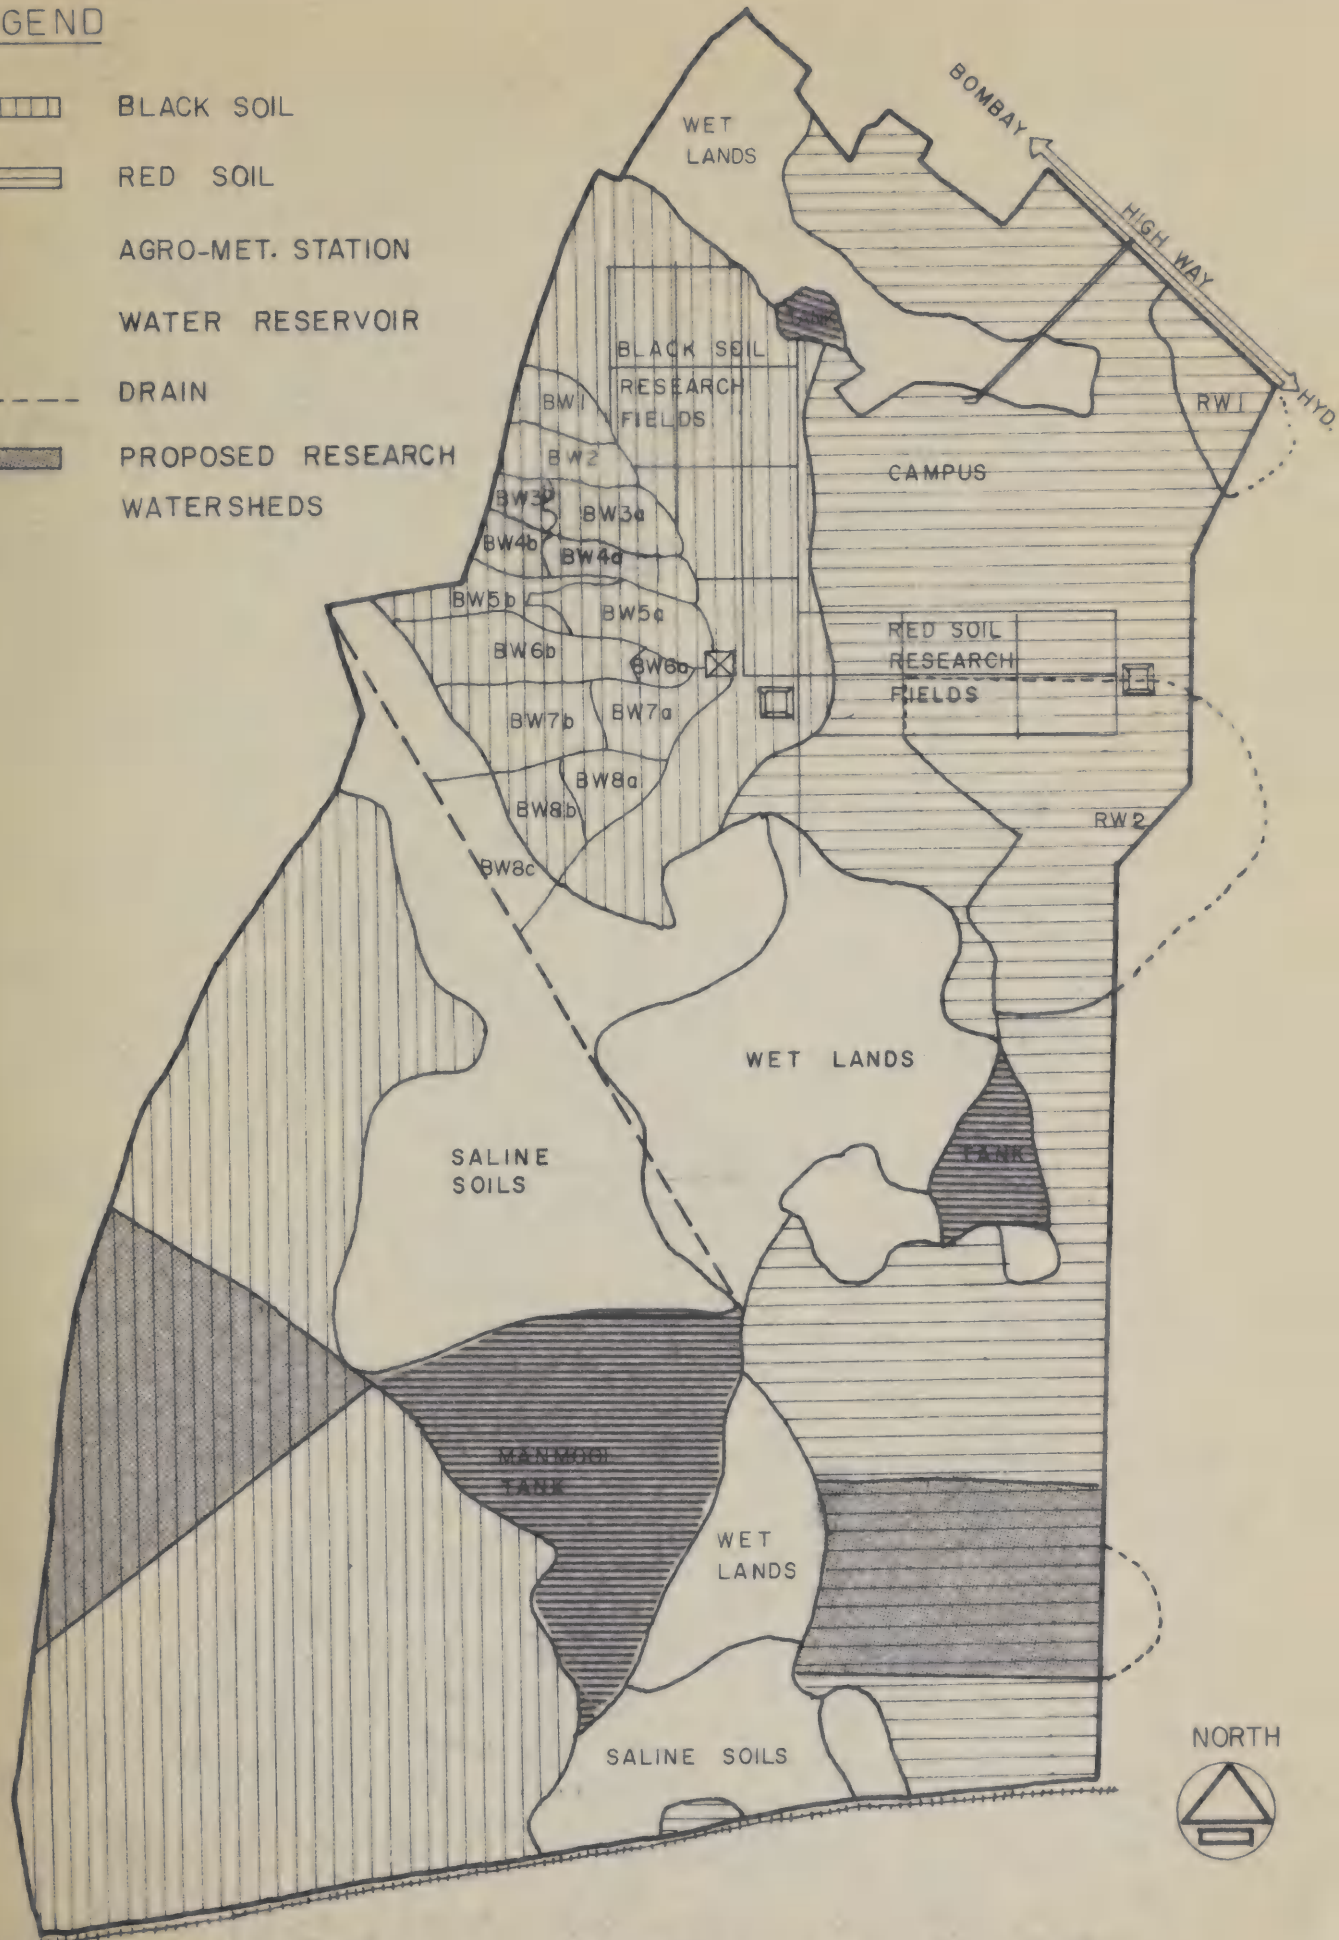 GEND
BLACK SOIL
RED SOIL
AGRO-MET. STATION
WATER RESERVOIR
DRAIN
PROPOSED RESEARCH
WATERSHEDS
WET
LANDS
BOMBAY
HIGH WAY
HYD.
TANK
BLACK SOIL
RESEARCH
FIELDS
BW1
BW2
BW3b
BW3a
BW4b
BW4a
BW5b
BW5a
BW6b
BW6a
BW7b
BW7a
BW8a
BW8b
BW8c
RW1
CAMPUS
RED SOIL
RESEARCH
FIELDS
RW2
WET LANDS
TANK
SALINE
SOILS
MANMOOL
TANK
WET
LANDS
SALINE SOILS
NORTH